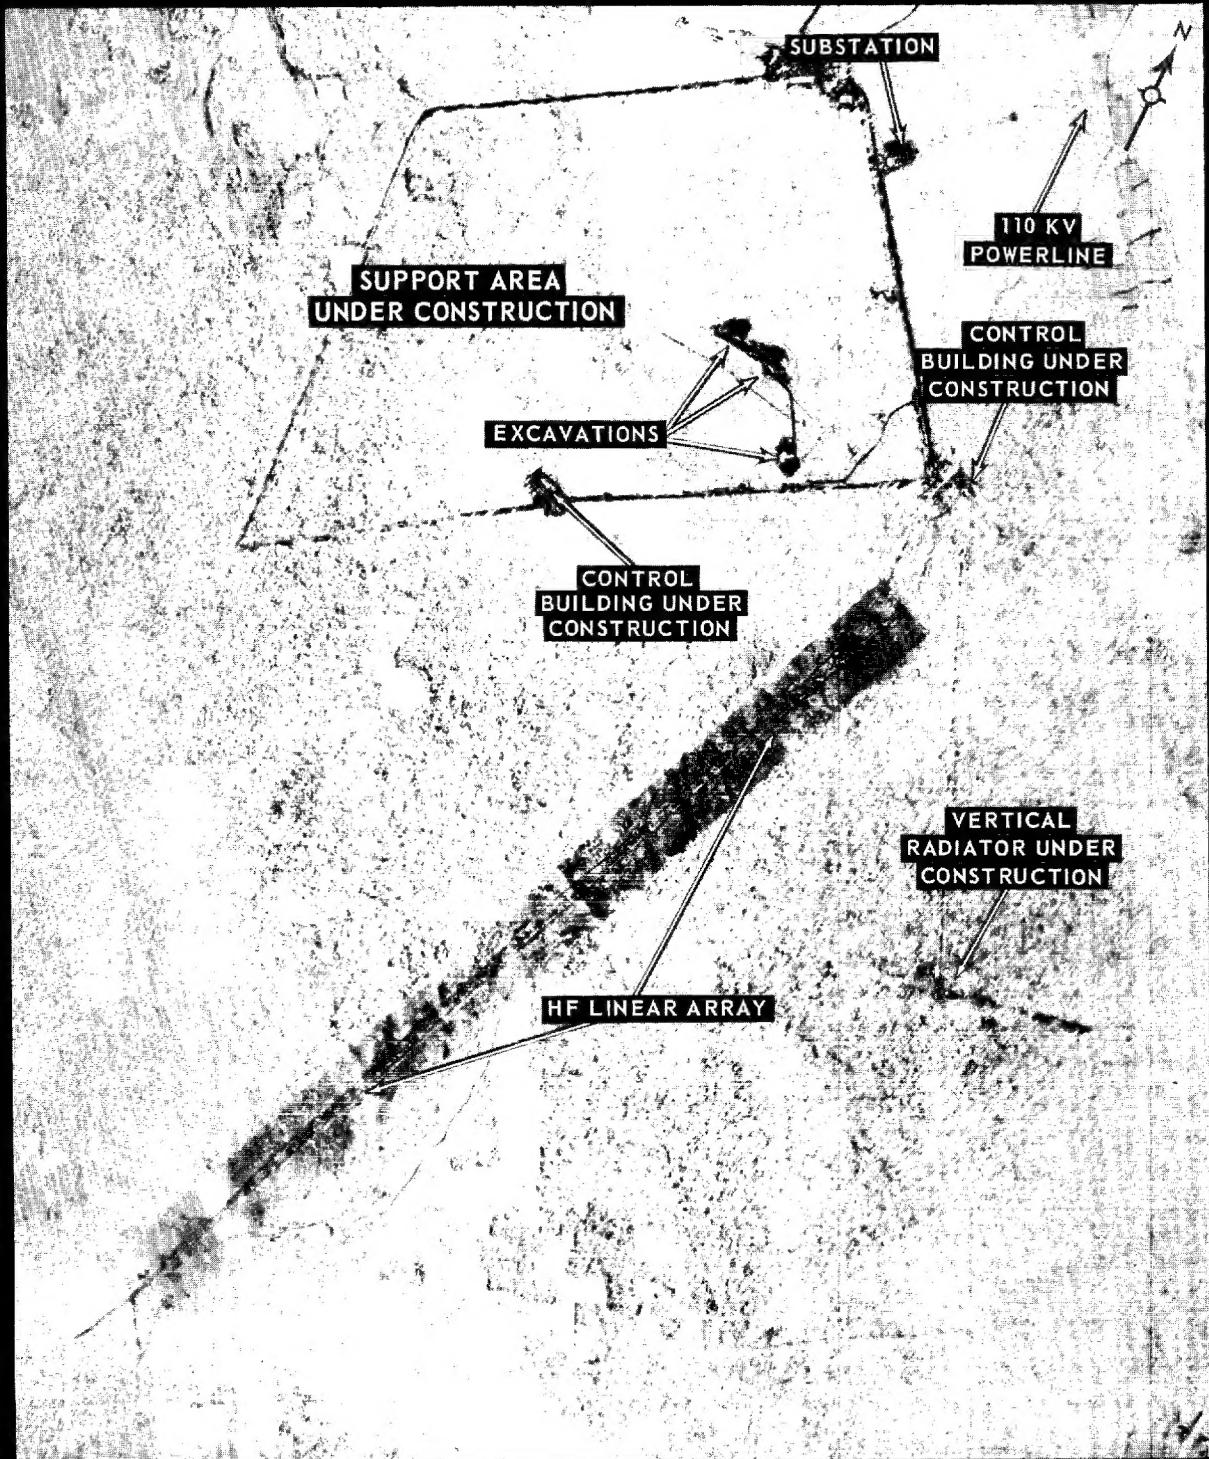 SUBSTATION
N
110 KV
POWERLINE
SUPPORT AREA
UNDER CONSTRUCTION
CONTROL
BUILDING UNDER
CONSTRUCTION
EXCAVATIONS
CONTROL
BUILDING UNDER
CONSTRUCTION
VERTICAL
RADIATOR UNDER
CONSTRUCTION
HF LINEAR ARRAY